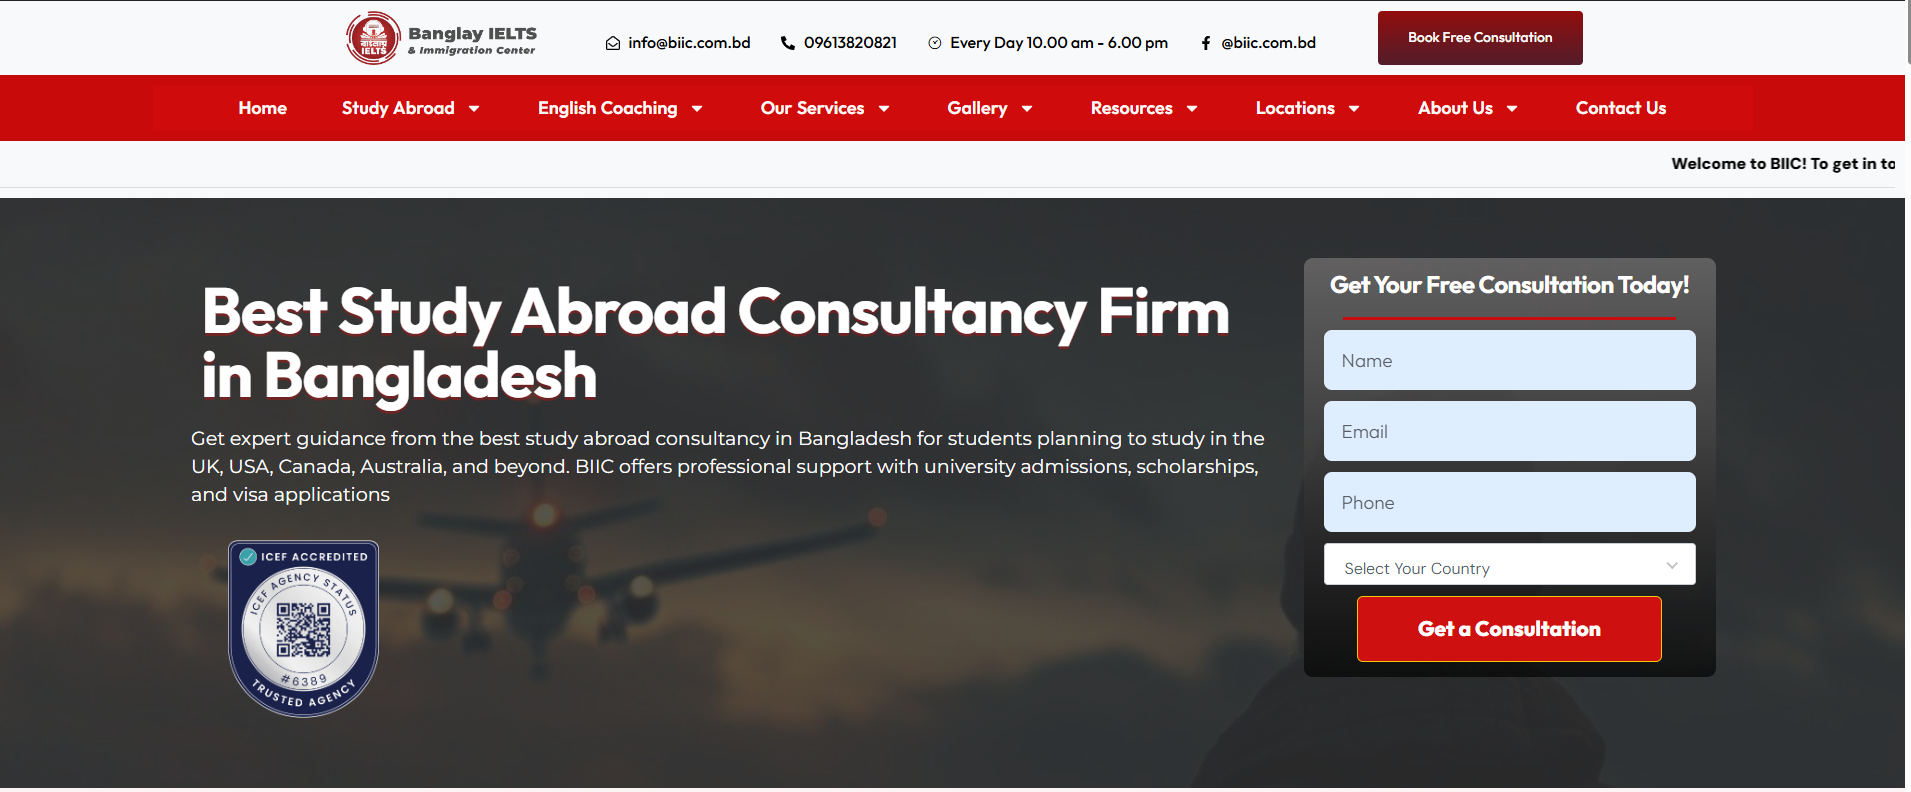 বাংলায়
IELTS
Banglay IELTS
& Immigration Center
info@biic.com.bd
09613820821
Every Day 10.00 am - 6.00 pm
@biic.com.bd
Book Free Consultation
Home
Study Abroad
English Coaching
Our Services
Gallery
Resources
Locations
About Us
Contact Us
Welcome to BIIC! To get in to
Best Study Abroad Consultancy Firm
in Bangladesh
Get expert guidance from the best study abroad consultancy in Bangladesh for students planning to study in the
UK, USA, Canada, Australia, and beyond. BIIC offers professional support with university admissions, scholarships,
and visa applications
ICEF ACCREDITED
ICEF AGENCY STATUS
#6389
TRUSTED AGENCY
Get Your Free Consultation Today!
Name
Email
Phone
Select Your Country
Get a Consultation